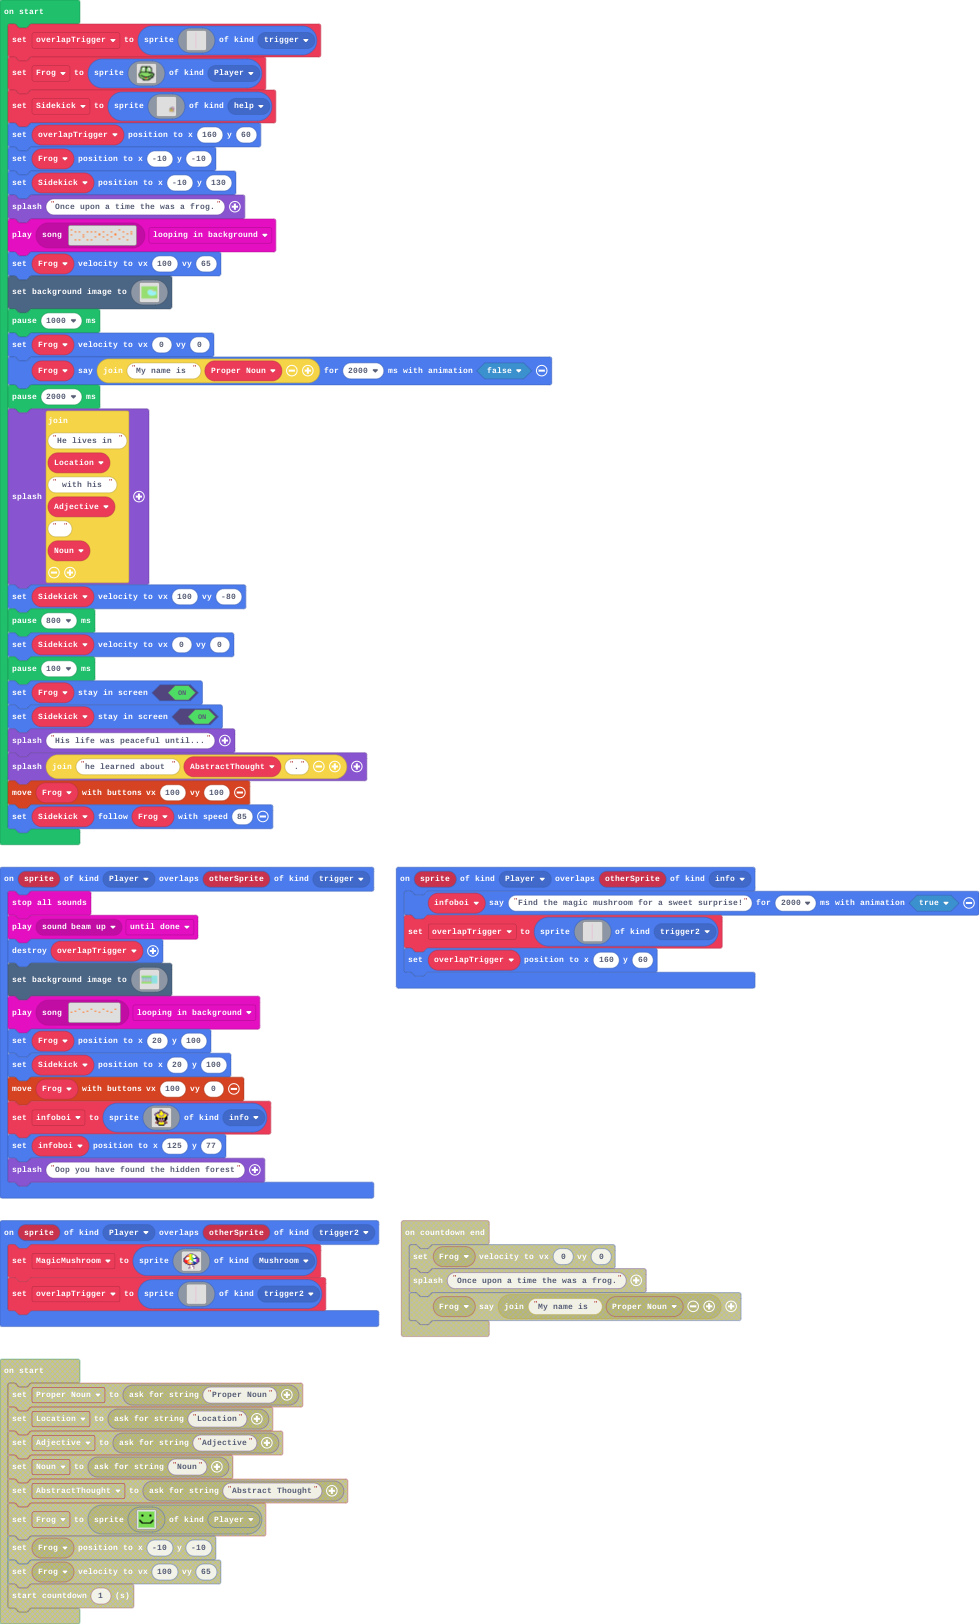 on start
set overlapTrigger to sprite of kind trigger
set Frog to sprite of kind Player
set Sidekick to sprite of kind help
set overlapTrigger position to x 160 y 60
set Frog position to x -10 y -10
set Sidekick position to x -10 y 130
splash "Once upon a time the was a frog."
play song looping in background
set Frog velocity to vx 100 vy 65
set background image to
pause 1000 ms
set Frog velocity to vx 0 vy 0
Frog say join "My name is " Proper Noun for 2000 ms with animation false
pause 2000 ms
join
"He lives in "
Location
" with his "
splash
Adjective
" "
Noun
set Sidekick velocity to vx 100 vy -80
pause 800 ms
set Sidekick velocity to vx 0 vy 0
pause 100 ms
set Frog stay in screen ON
set Sidekick stay in screen ON
splash "His life was peaceful until..."
splash join "he learned about " AbstractThought "."
move Frog with buttons vx 100 vy 100
set Sidekick follow Frog with speed 85
on sprite of kind Player overlaps otherSprite of kind trigger
stop all sounds
play sound beam up until done
destroy overlapTrigger
set background image to
play song looping in background
set Frog position to x 20 y 100
set Sidekick position to x 20 y 100
move Frog with buttons vx 100 vy 0
set infoboi to sprite of kind info
set infoboi position to x 125 y 77
splash "Oop you have found the hidden forest"
on sprite of kind Player overlaps otherSprite of kind info
infoboi say "Find the magic mushroom for a sweet surprise!" for 2000 ms with animation true
set overlapTrigger to sprite of kind trigger2
set overlapTrigger position to x 160 y 60
on sprite of kind Player overlaps otherSprite of kind trigger2
set MagicMushroom to sprite of kind Mushroom
set overlapTrigger to sprite of kind trigger2
on countdown end
set Frog velocity to vx 0 vy 0
splash "Once upon a time the was a frog."
Frog say join "My name is " Proper Noun
on start
set Proper Noun to ask for string "Proper Noun"
set Location to ask for string "Location"
set Adjective to ask for string "Adjective"
set Noun to ask for string "Noun"
set AbstractThought to ask for string "Abstract Thought"
set Frog to sprite of kind Player
set Frog position to x -10 y -10
set Frog velocity to vx 100 vy 65
start countdown 1 (s)